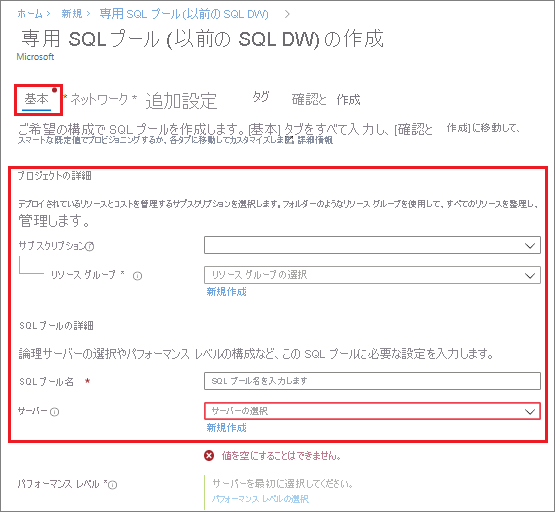 ホーム > 新規 > 専用 SQL プール (以前の SQL DW) >
専用 SQLプール (以前の SQL DW) の作成
Microsoft
基本 * ネットワーク * 追加設定 タグ 確認と 作成
ご希望の構成で SQL プールを作成します。[基本] タブをすべて入力し、[確認と 作成] に移動して、
スマートな既定値でプロビジョニングするか、各タブに移動してカスタマイズします。詳細情報
プロジェクトの詳細
デプロイされているリソースとコストを管理するサブスクリプションを選択します。フォルダーのようなリソース グループを使用して、すべてのリソースを整理し、
管理します。
サブスクリプション
リソース グループ * リソース グループの選択
新規作成
SQL プールの詳細
論理サーバーの選択やパフォーマンス レベルの構成など、この SQL プールに必要な設定を入力します。
SQL プール名 * SQL プール名を入力します
サーバー サーバーの選択
新規作成
値を空にすることはできません。
パフォーマンス レベル * サーバーを最初に選択してください。
パフォーマンス レベルの選択